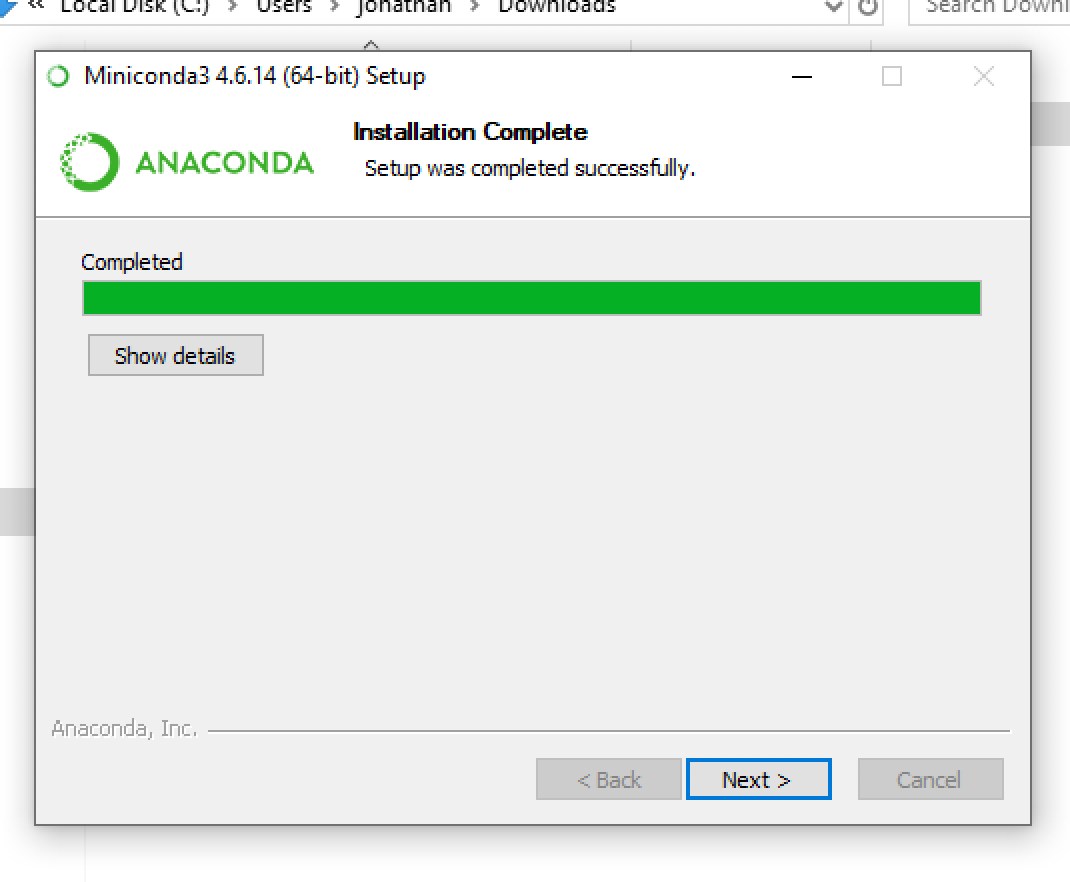 « Local Disk (C:) > Users > Jonathan > Downloads
Search Downl
Miniconda3 4.6.14 (64-bit) Setup
ANACONDA
Installation Complete
Setup was completed successfully.
Completed
Show details
Anaconda, Inc.
< Back
Next >
Cancel